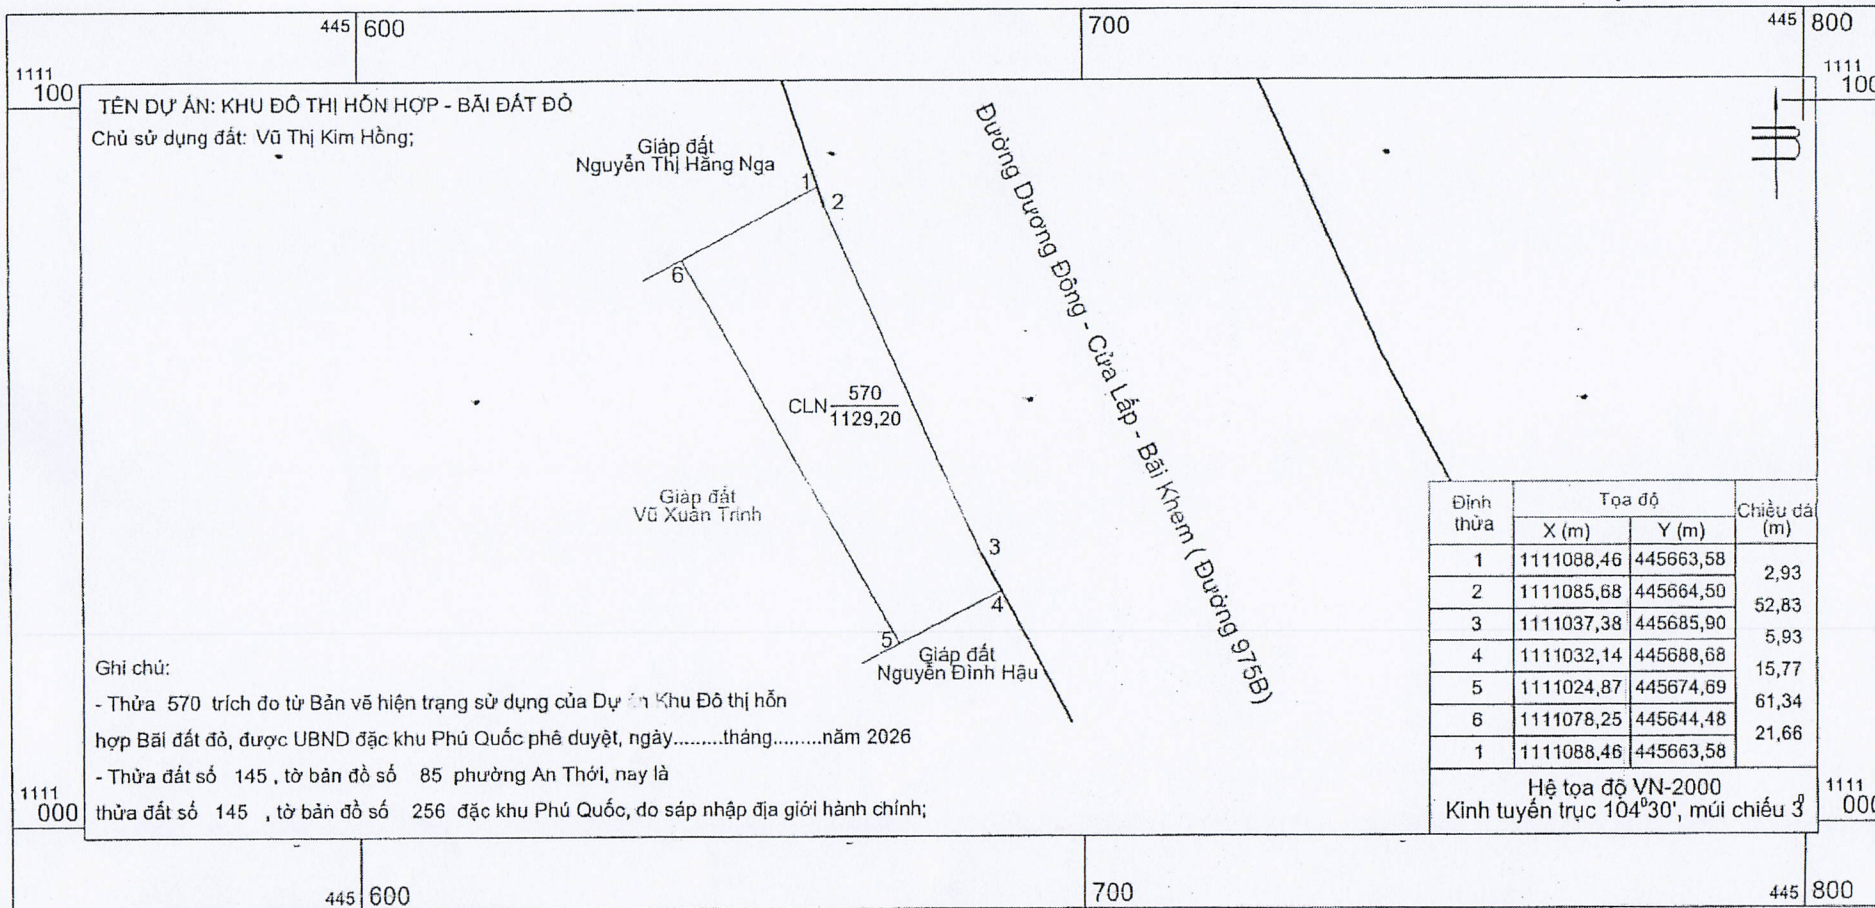 445 600
700
445 800
1111
100
1111
100
TÊN DỰ ÁN: KHU ĐÔ THỊ HỖN HỢP - BÃI ĐẤT ĐỎ
Chủ sử dụng đất: Vũ Thị Kim Hồng;
Giáp đất
Nguyễn Thị Hằng Nga
1
2
6
Đường Dương Đông - Cửa Lấp - Bãi Khem ( Đường 975B)
CLN 570
1129,20
Giáp đất
Vũ Xuân Trinh
3
4
5
Giáp đất
Nguyễn Đình Hậu
Đỉnh thửa Tọa độ Chiều dài (m)
X (m) Y (m)
1 1111088,46 445663,58
2,93
2 1111085,68 445664,50
52,83
3 1111037,38 445685,90
5,93
4 1111032,14 445688,68
15,77
5 1111024,87 445674,69
61,34
6 1111078,25 445644,48
21,66
1 1111088,46 445663,58
Hệ tọa độ VN-2000
Kinh tuyến trục 104⁰30', múi chiếu 3⁰
Ghi chú:
- Thửa 570 trích đo từ Bản vẽ hiện trạng sử dụng của Dự án Khu Đô thị hỗn
hợp Bãi đất đỏ, được UBND đặc khu Phú Quốc phê duyệt, ngày.........tháng.........năm 2026
- Thửa đất số 145 , tờ bản đồ số 85 phường An Thới, nay là
thửa đất số 145 , tờ bản đồ số 256 đặc khu Phú Quốc, do sáp nhập địa giới hành chính;
1111
000
1111
000
445 600
700
445 800